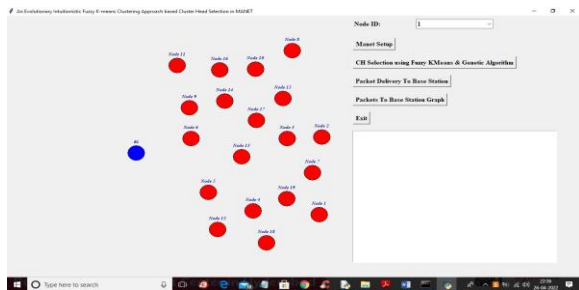 An Evolutionary Intuitionistic Fuzzy K-means Clustering Approach based Cluster Head Selection in MANET
Node ID:
1
Manet Setup
CH Selection using Fuzzy KMeans & Genetic Algorithm
Packet Delivery To Base Station
Packets To Base Station Graph
Exit
Node 8
Node 11
Node 16
Node 20
Node 14
Node 12
Node 9
Node 17
Node 6
Node 3
Node 2
Node 13
Node 7
Node 5
Node 19
Node 4
Node 1
Node 15
Node 18
BS
Type here to search
22:56